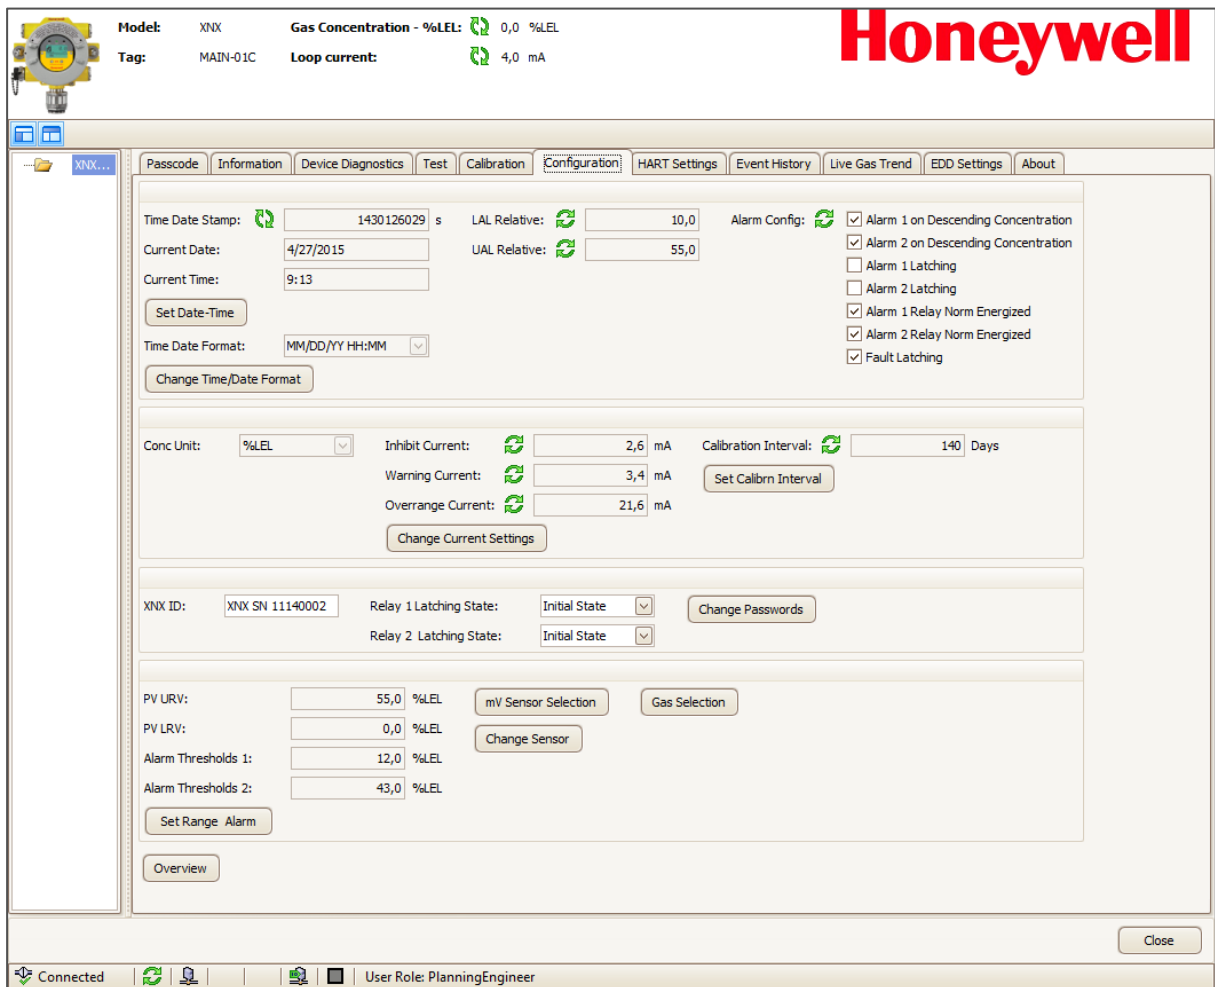 Model: XNX Gas Concentration - %LEL: 0,0 %LEL
Honeywell
Tag: MAIN-01C Loop current: 4,0 mA
XNX...
Passcode Information Device Diagnostics Test Calibration Configuration HART Settings Event History Live Gas Trend EDD Settings About
Time Date Stamp: 1430126029 s LAL Relative: 10,0 Alarm Config: Alarm 1 on Descending Concentration
Current Date: 4/27/2015 UAL Relative: 55,0 Alarm 2 on Descending Concentration
Alarm 1 Latching
Current Time: 9:13
Alarm 2 Latching
Set Date-Time Alarm 1 Relay Norm Energized
Alarm 2 Relay Norm Energized
Time Date Format: MM/DD/YY HH:MM
Fault Latching
Change Time/Date Format
Conc Unit: %LEL Inhibit Current: 2,6 mA Calibration Interval: 140 Days
Warning Current: 3,4 mA Set Calibrn Interval
Overrange Current: 21,6 mA
Change Current Settings
XNX ID: XNX SN 11140002 Relay 1 Latching State: Initial State Change Passwords
Relay 2 Latching State: Initial State
PV URV: 55,0 %LEL mV Sensor Selection Gas Selection
PV LRV: 0,0 %LEL Change Sensor
Alarm Thresholds 1: 12,0 %LEL
Alarm Thresholds 2: 43,0 %LEL
Set Range Alarm
Overview
Close
Connected User Role: PlanningEngineer